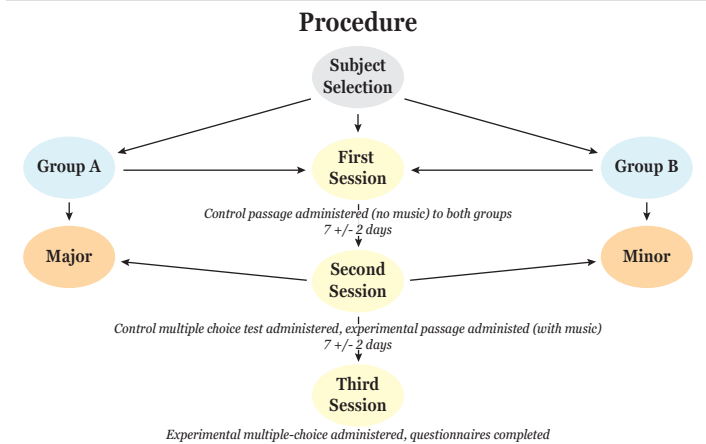 Procedure
Subject
Selection
Group A
First
Session
Group B
Control passage administered (no music) to both groups
7 +/- 2 days
Major
Second
Session
Minor
Control multiple choice test administered, experimental passage administed (with music)
7 +/- 2 days
Third
Session
Experimental multiple-choice administered, questionnaires completed